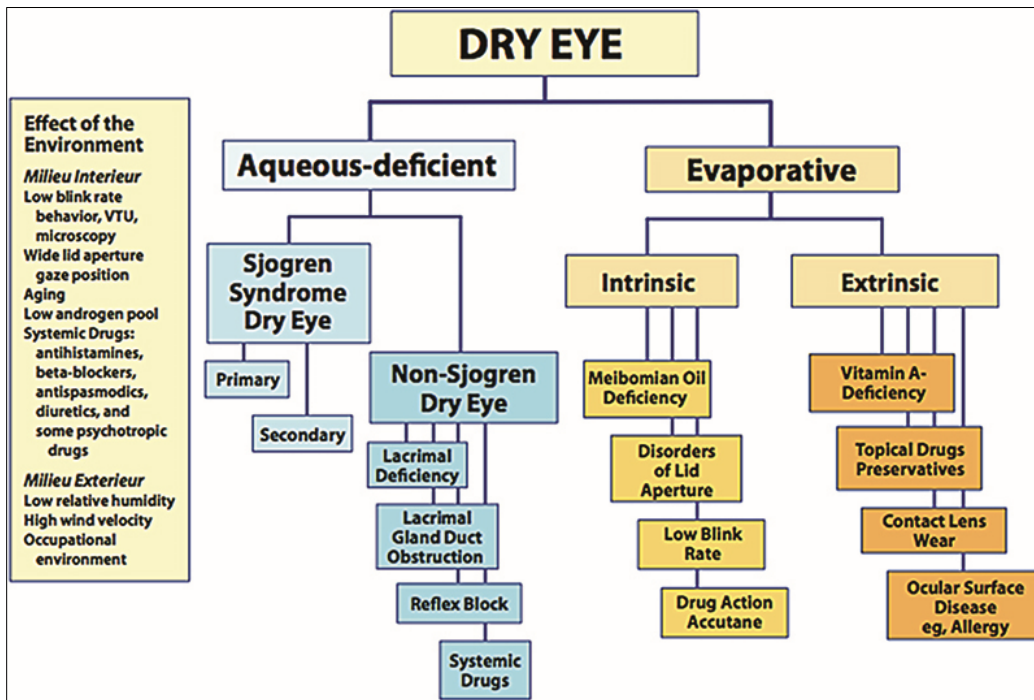 DRY EYE
Effect of the
Environment
Milieu Interieur
Low blink rate
behavior, VTU,
microscopy
Wide lid aperture
gaze position
Aging
Low androgen pool
Systemic Drugs:
antihistamines,
beta-blockers,
antispasmodics,
diuretics, and
some psychotropic
drugs
Milieu Exterieur
Low relative humidity
High wind velocity
Occupational
environment
Aqueous-deficient
Sjogren
Syndrome
Dry Eye
Primary
Secondary
Non-Sjogren
Dry Eye
Lacrimal
Deficiency
Lacrimal
Gland Duct
Obstruction
Reflex Block
Systemic
Drugs
Evaporative
Intrinsic
Meibomian Oil
Deficiency
Disorders
of Lid
Aperture
Low Blink
Rate
Drug Action
Accutane
Extrinsic
Vitamin A-
Deficiency
Topical Drugs
Preservatives
Contact Lens
Wear
Ocular Surface
Disease
eg, Allergy